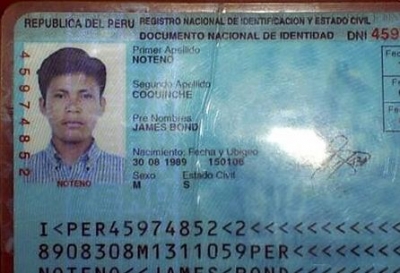 REPUBLICA DEL PERU REGISTRO NACIONAL DE IDENTIFICACION Y ESTADO CIVIL
DOCUMENTO NACIONAL DE IDENTIDAD DNI 459
Primer Apellido
NOTENO
Segundo Apellido
COQUINCHE
Pre Nombres
JAMES BOND
Nacimiento: Fecha y Ubigeo
30 08 1989 150106
Sexo Estado Civil
M S
45974852
NOTENO
I<PER45974852<2<<<<<<<<
8908308M1311059PER<<<<<
NOTENO<<JAMES<BOND<<<<<